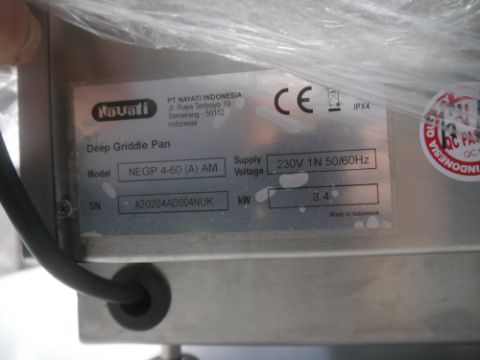 Nayati
PT NAYATI INDONESIA
Jl. Raya Terboyo 19
Semarang - 50112
Indonesia
CE
IPX4
Deep Griddle Pan
Model NEGP 4-60 (A) AM
Supply Voltage 230V 1N 50/60Hz
SN A20204AD004NUK
kW 3.4
Made in Indonesia
QC PAS
INDONESIA